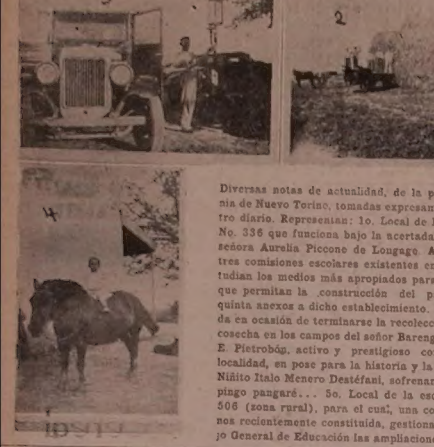 2
4
Diversas notas de actualidad, de la p
nia de Nuevo Torino, tomadas expresan
tro diario. Representan: 1o. Local de l
No. 336 que funciona bajo la acertada
señora Aurelia Piccone de Longago. A
tres comisiones escolares existentes en
tudian los medios más apropiados para
que permitan la construcción del p
quinta anexos a dicho establecimiento.
da en ocasión de terminarse la recolecc
cosecha en los campos del señor Bareng
E. Pietrobón, activo y prestigioso co
localidad, en pose para la historia y la
Niñito Italo Menero Destéfani, sofrenan
pingo pangaré... 5o. Local de la esc
506 (zona rural), para el cual, una co
nos recientemente constituida, gestiona
jo General de Educación las ampliacion